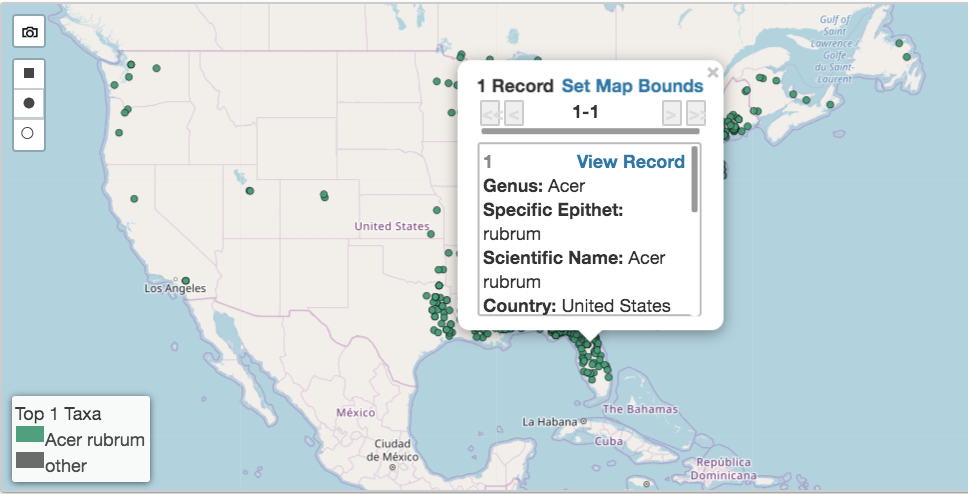 Gulf of
Saint
Lawrence /
Golfe
du Saint-
Laurent
×
1 Record Set Map Bounds
<< < 1-1 > >>
1 View Record
Genus: Acer
Specific Epithet:
rubrum
Scientific Name: Acer
rubrum
Country: United States
United States
Los Angeles
México
Ciudad
de México
La Habana
The Bahamas
Cuba
República
Dominicana
Top 1 Taxa
Acer rubrum
other